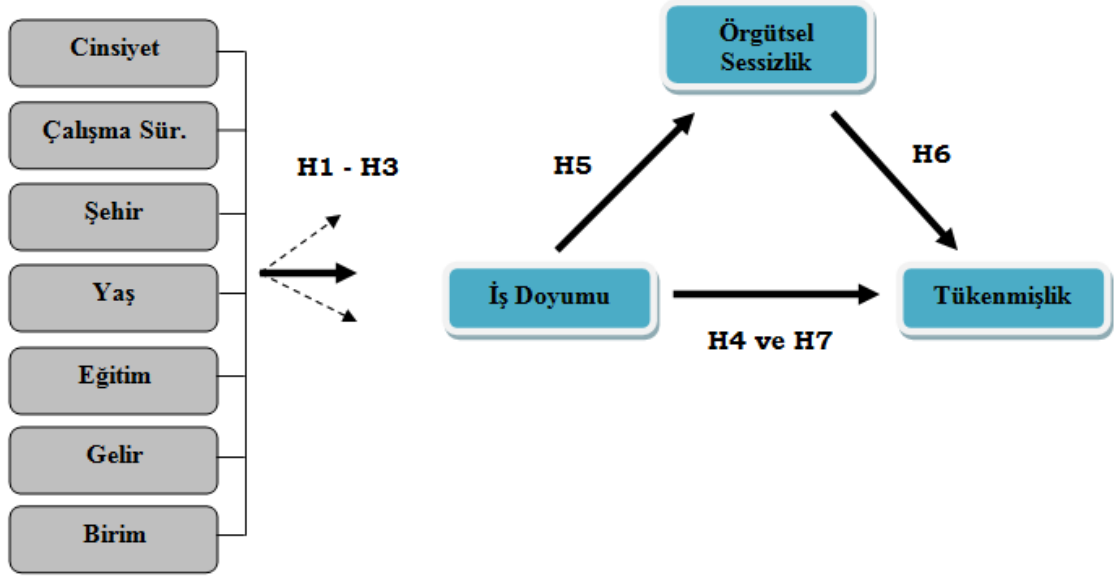 Cinsiyet
Çalışma Sür.
Şehir
Yaş
Eğitim
Gelir
Birim
H1 - H3
Örgütsel
Sessizlik
H5
H6
İş Doyumu
Tükenmişlik
H4 ve H7